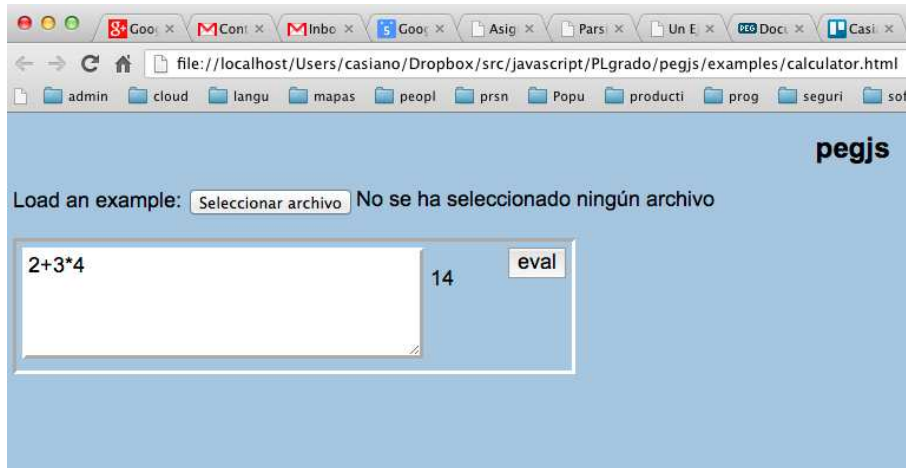 Goo Cont Inbo Goo Asig Pars Un E DOCU Casi
file://localhost/Users/casiano/Dropbox/src/javascript/PLgrado/pegjs/examples/calculator.html
admin cloud langu mapas peopl prsn Popu producti prog seguri sof
pegjs
Load an example: Seleccionar archivo No se ha seleccionado ningún archivo
2+3*4 14 eval